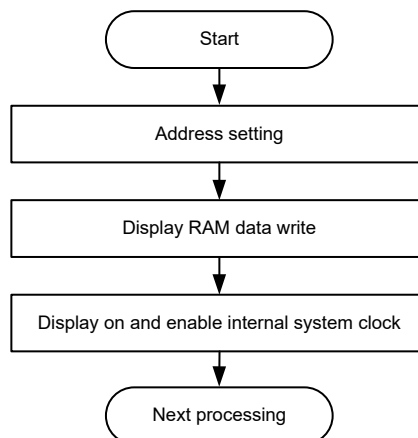 Start
Address setting
Display RAM data write
Display on and enable internal system clock
Next processing